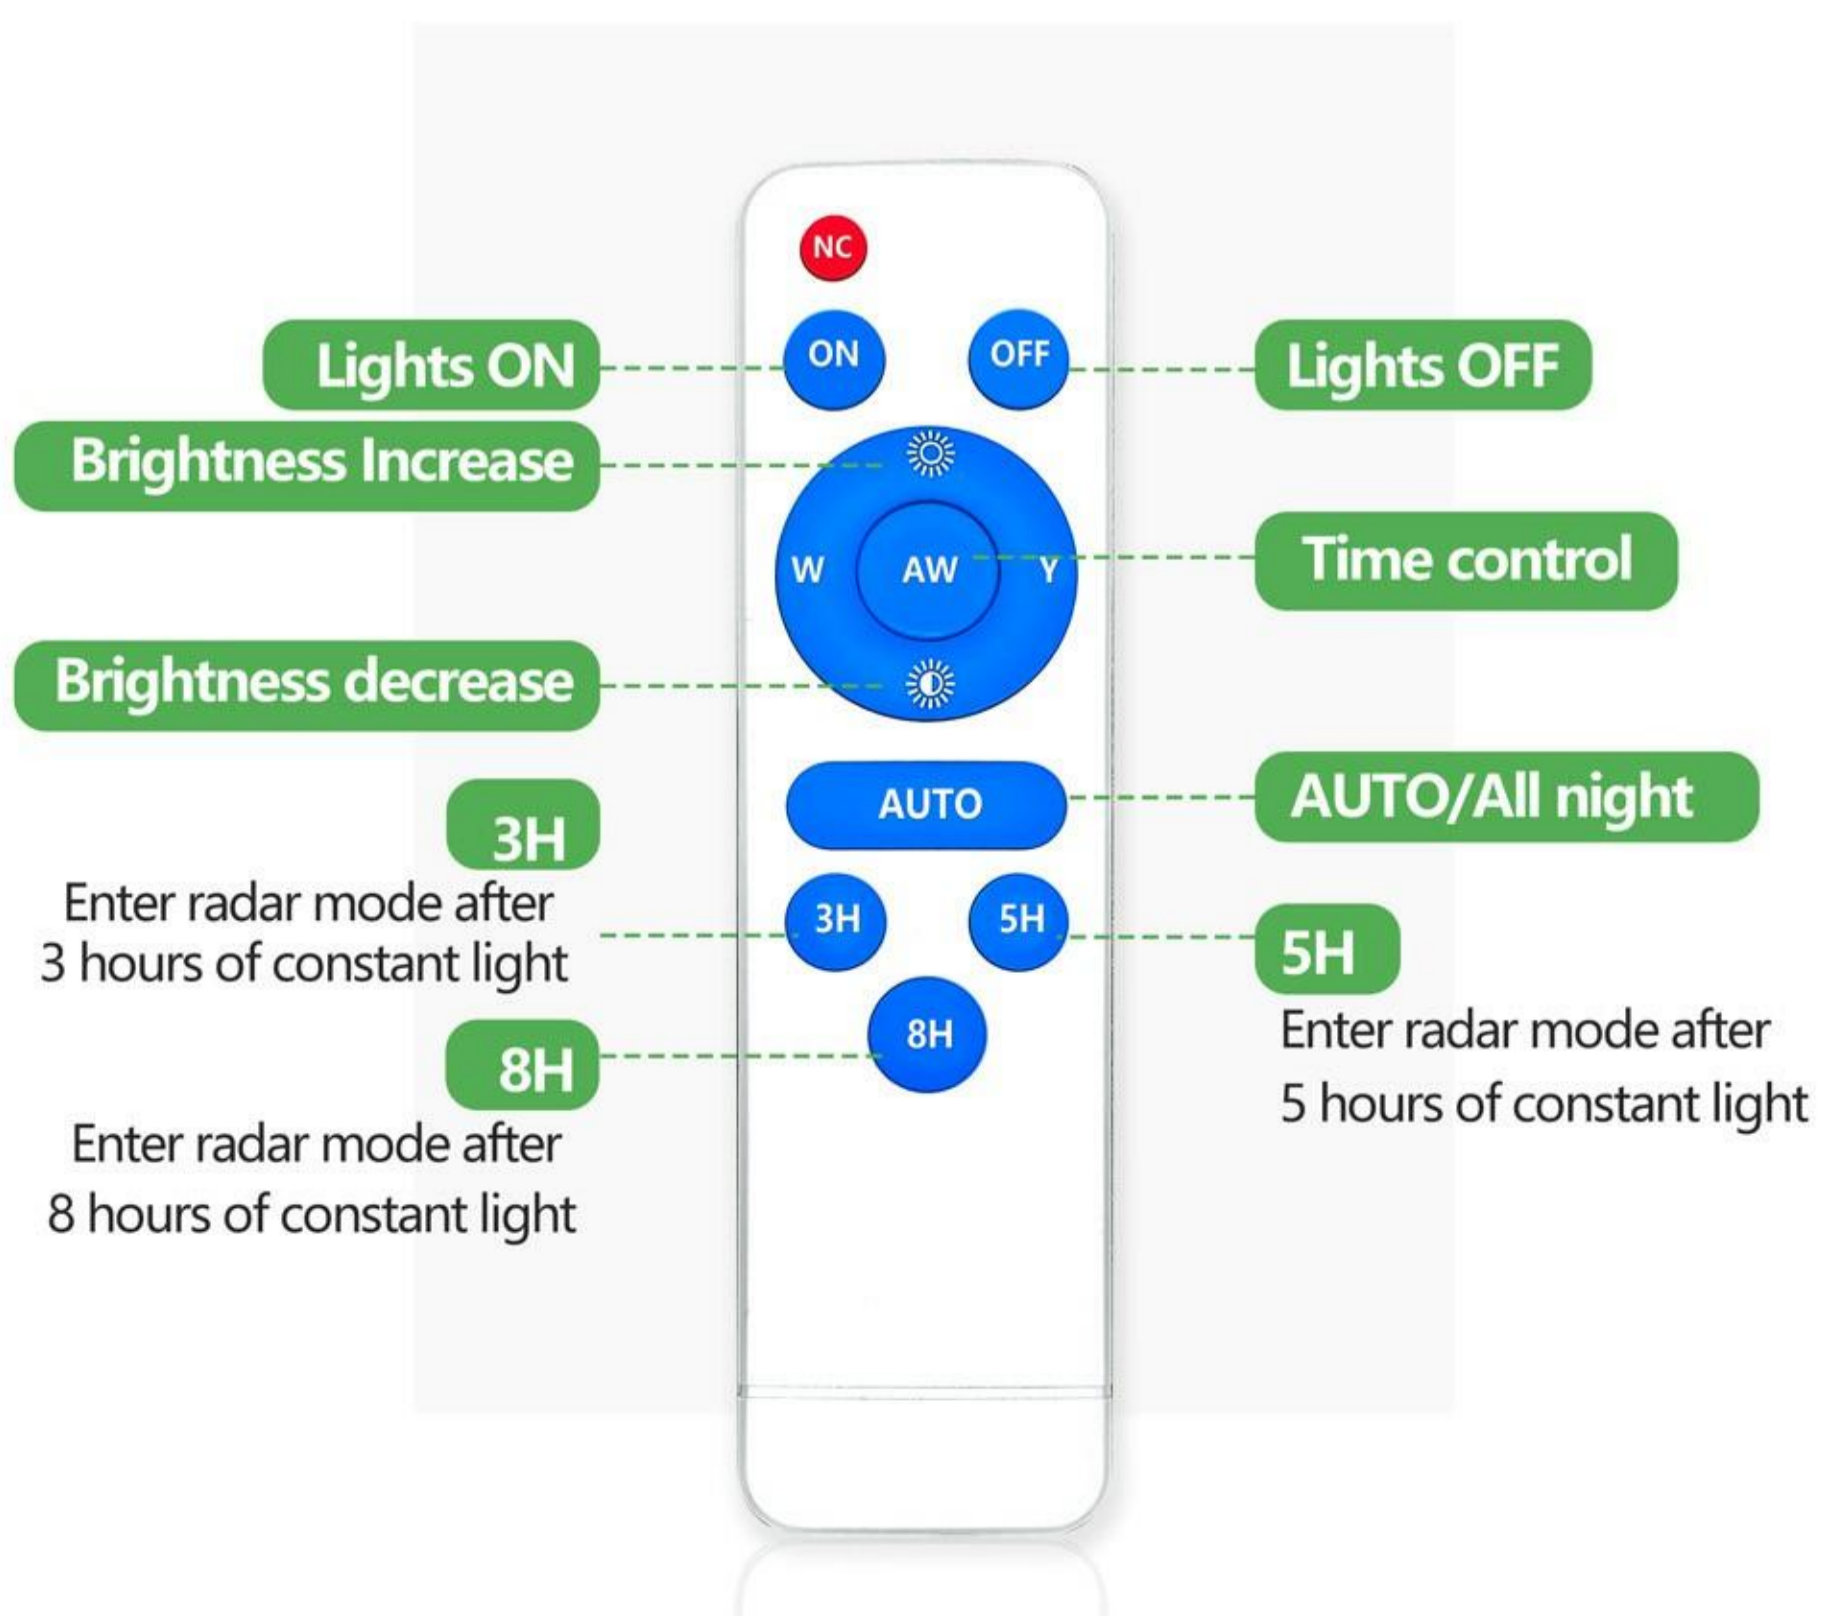 NC
Lights ON
ON
OFF
Lights OFF
Brightness Increase
W
AW
Y
Time control
Brightness decrease
AUTO
AUTO/All night
3H
Enter radar mode after
3 hours of constant light
3H
5H
5H
Enter radar mode after
5 hours of constant light
8H
8H
Enter radar mode after
8 hours of constant light